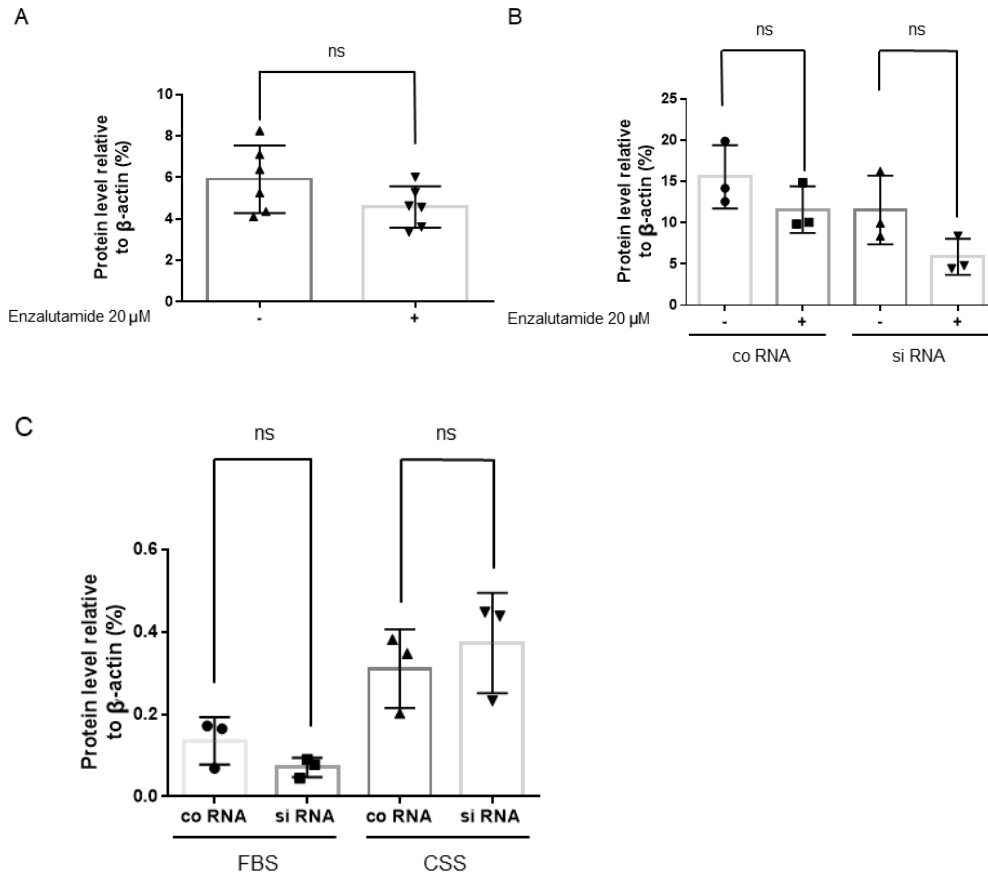 A
ns
Protein level relative
to β-actin (%)
10
8
6
4
2
0
Enzalutamide 20 μM
-
+
B
ns
ns
Protein level relative
to β-actin (%)
25
20
15
10
5
0
Enzalutamide 20 μM
-
+
-
+
co RNA
si RNA
C
ns
ns
Protein level relative
to β-actin (%)
0.6
0.4
0.2
0.0
co RNA
si RNA
co RNA
si RNA
FBS
CSS